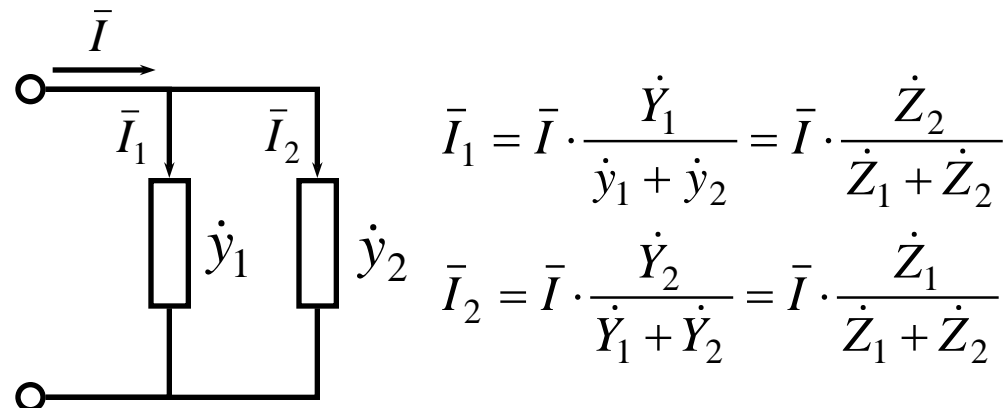 Ī
Ī₁ Ī₂
ẏ₁ ẏ₂
Ī₁ = Ī · Ẏ₁ / (ẏ₁ + ẏ₂) = Ī · Ż₂ / (Ż₁ + Ż₂)
Ī₂ = Ī · Ẏ₂ / (Ẏ₁ + Ẏ₂) = Ī · Ż₁ / (Ż₁ + Ż₂)